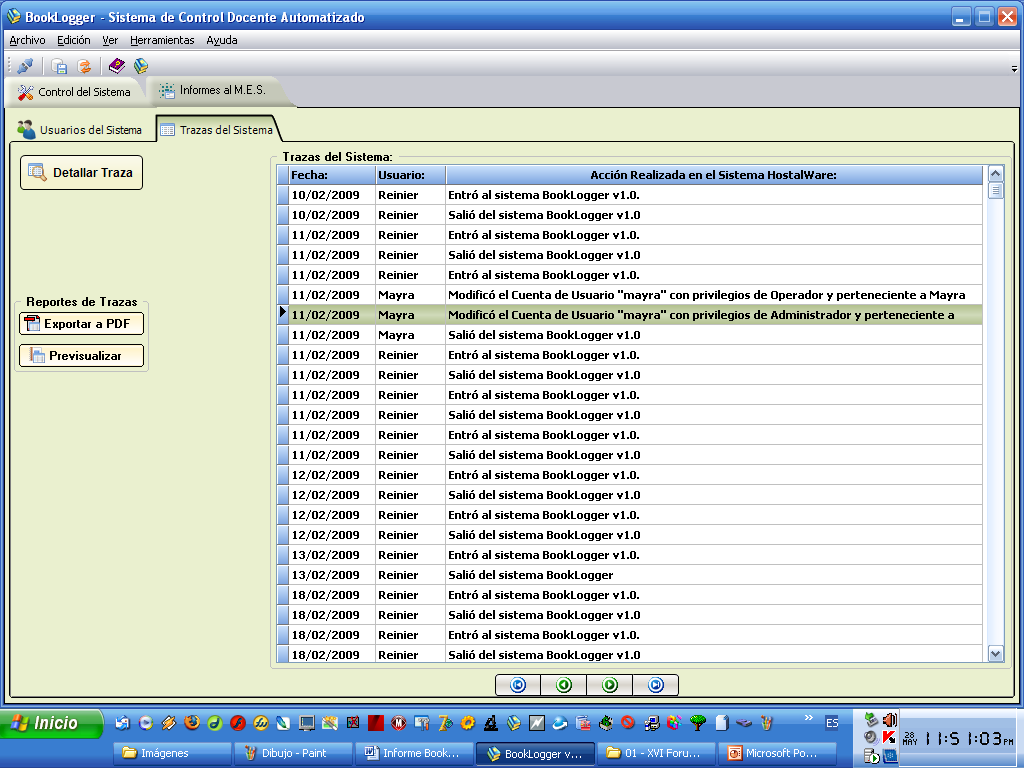 BookLogger - Sistema de Control Docente Automatizado
Archivo Edición Ver Herramientas Ayuda
Control del Sistema Informes al M.E.S.
Usuarios del Sistema Trazas del Sistema
Detallar Traza
Reportes de Trazas
Exportar a PDF
Previsualizar
Trazas del Sistema:
Fecha: Usuario: Acción Realizada en el Sistema HostalWare:
10/02/2009 Reinier Entró al sistema BookLogger v1.0.
10/02/2009 Reinier Salió del sistema BookLogger v1.0
11/02/2009 Reinier Entró al sistema BookLogger v1.0.
11/02/2009 Reinier Salió del sistema BookLogger v1.0
11/02/2009 Reinier Entró al sistema BookLogger v1.0.
11/02/2009 Mayra Modificó el Cuenta de Usuario "mayra" con privilegios de Operador y perteneciente a Mayra
11/02/2009 Mayra Modificó el Cuenta de Usuario "mayra" con privilegios de Administrador y perteneciente a
11/02/2009 Mayra Salió del sistema BookLogger v1.0
11/02/2009 Reinier Entró al sistema BookLogger v1.0.
11/02/2009 Reinier Salió del sistema BookLogger v1.0
11/02/2009 Reinier Entró al sistema BookLogger v1.0.
11/02/2009 Reinier Salió del sistema BookLogger v1.0
11/02/2009 Reinier Entró al sistema BookLogger v1.0.
11/02/2009 Reinier Salió del sistema BookLogger v1.0
12/02/2009 Reinier Entró al sistema BookLogger v1.0.
12/02/2009 Reinier Salió del sistema BookLogger v1.0
12/02/2009 Reinier Entró al sistema BookLogger v1.0.
12/02/2009 Reinier Salió del sistema BookLogger v1.0
13/02/2009 Reinier Entró al sistema BookLogger v1.0.
13/02/2009 Reinier Salió del sistema BookLogger
18/02/2009 Reinier Entró al sistema BookLogger v1.0.
18/02/2009 Reinier Salió del sistema BookLogger v1.0
18/02/2009 Reinier Entró al sistema BookLogger v1.0.
18/02/2009 Reinier Salió del sistema BookLogger v1.0
Inicio
ES
Imágenes Dibujo - Paint Informe Book... BookLogger v... 01 - XVI Foru... Microsoft Po...
28 MAY 11:51:03 PM